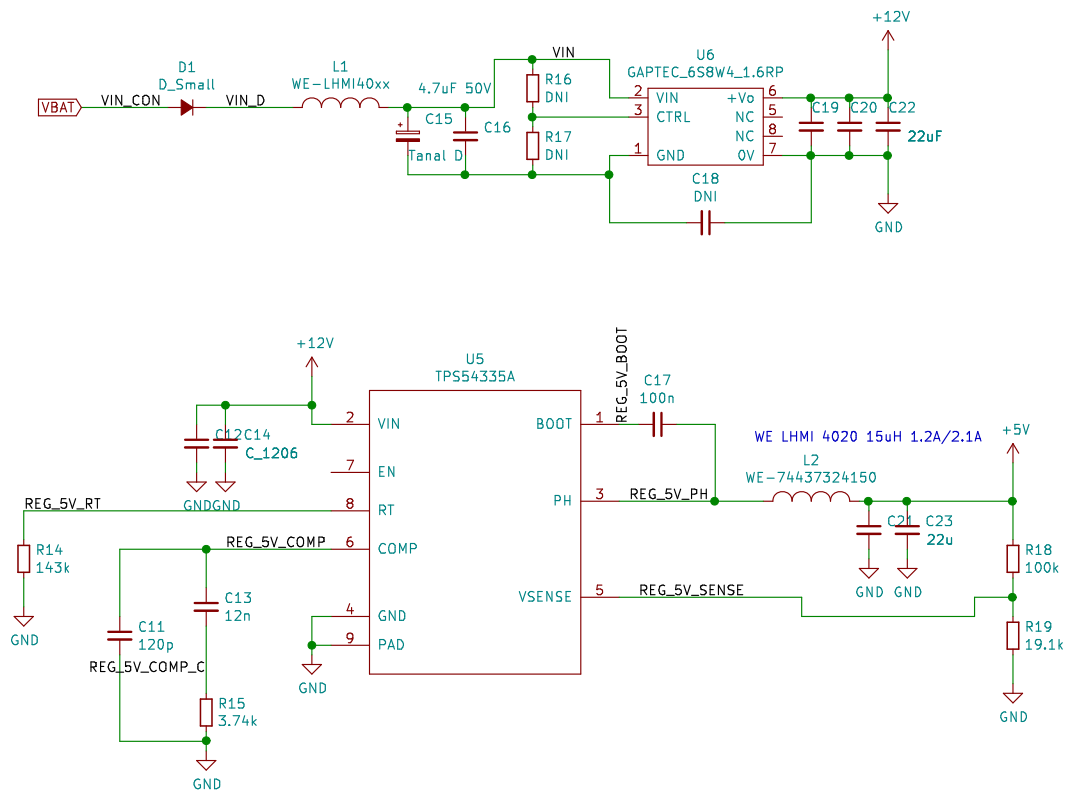 +12V
D1
D_Small
L1
WE-LHMI40xx
VIN
U6
GAPTEC_6S8W4_1.6RP
VBAT
VIN_CON
VIN_D
4.7uF 50V
C15
C16
+
Tanal D
R16
DNI
R17
DNI
2 VIN
3 CTRL
1 GND
+Vo 6
NC 5
NC 8
0V 7
C19 C20 C22
22uF
C18
DNI
GND
+12V
U5
TPS54335A
REG_5V_BOOT
C17
100n
C12 C14
C_1206
GND GND
2 VIN
7 EN
8 RT
6 COMP
4 GND
9 PAD
BOOT 1
PH 3
VSENSE 5
WE LHMI 4020 15uH 1.2A/2.1A
L2
WE-74437324150
+5V
REG_5V_PH
C21 C23
22u
GND GND
REG_5V_RT
R14
143k
GND
REG_5V_COMP
C13
12n
C11
120p
REG_5V_COMP_C
R15
3.74k
GND
GND
REG_5V_SENSE
R18
100k
R19
19.1k
GND